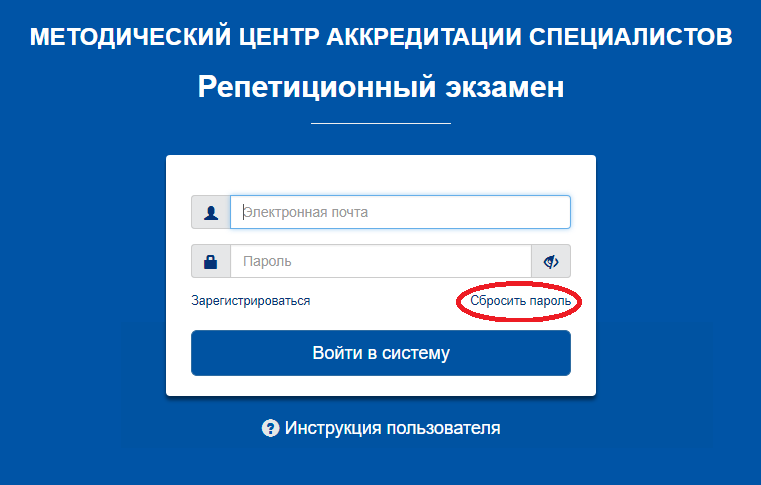 МЕТОДИЧЕСКИЙ ЦЕНТР АККРЕДИТАЦИИ СПЕЦИАЛИСТОВ
Репетиционный экзамен
Электронная почта
Пароль
Зарегистрироваться Сбросить пароль
Войти в систему
Инструкция пользователя